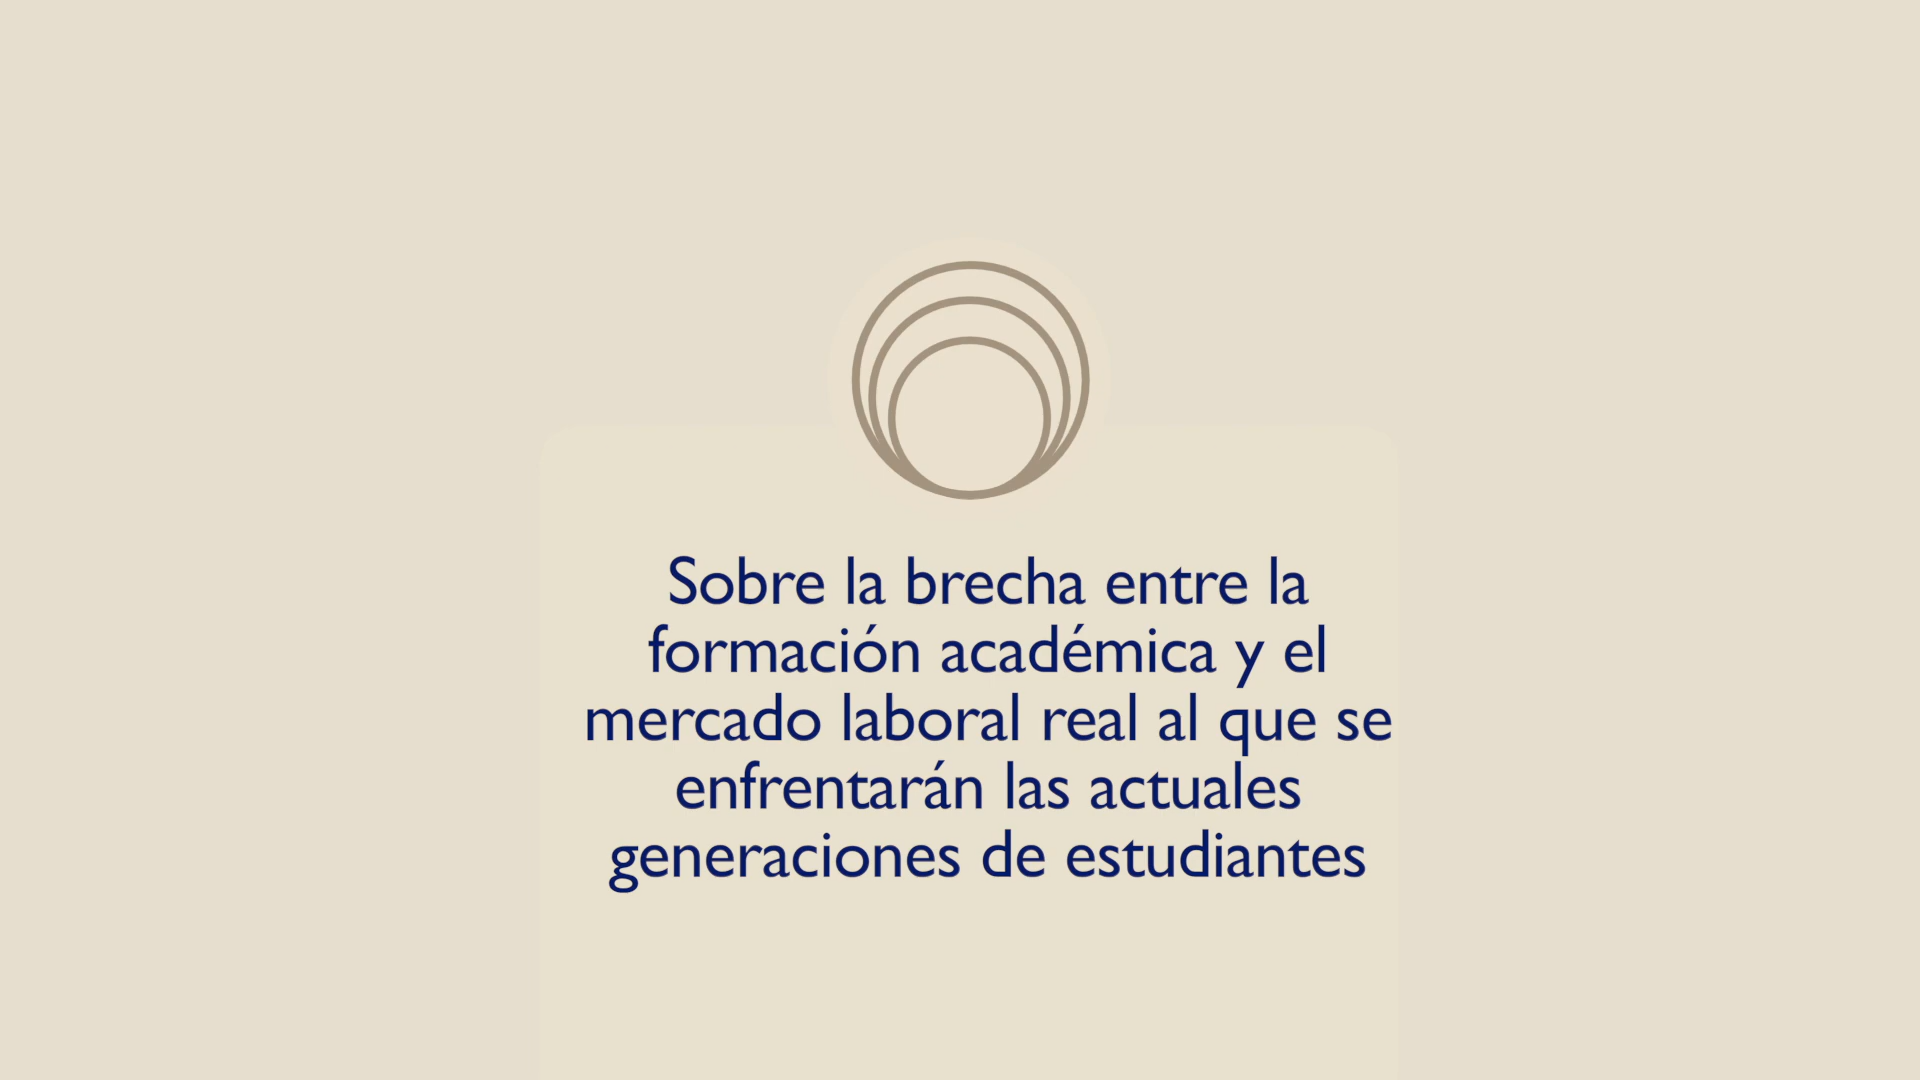 Sobre la brecha entre la
formación académica y el
mercado laboral real al que se
enfrentarán las actuales
generaciones de estudiantes